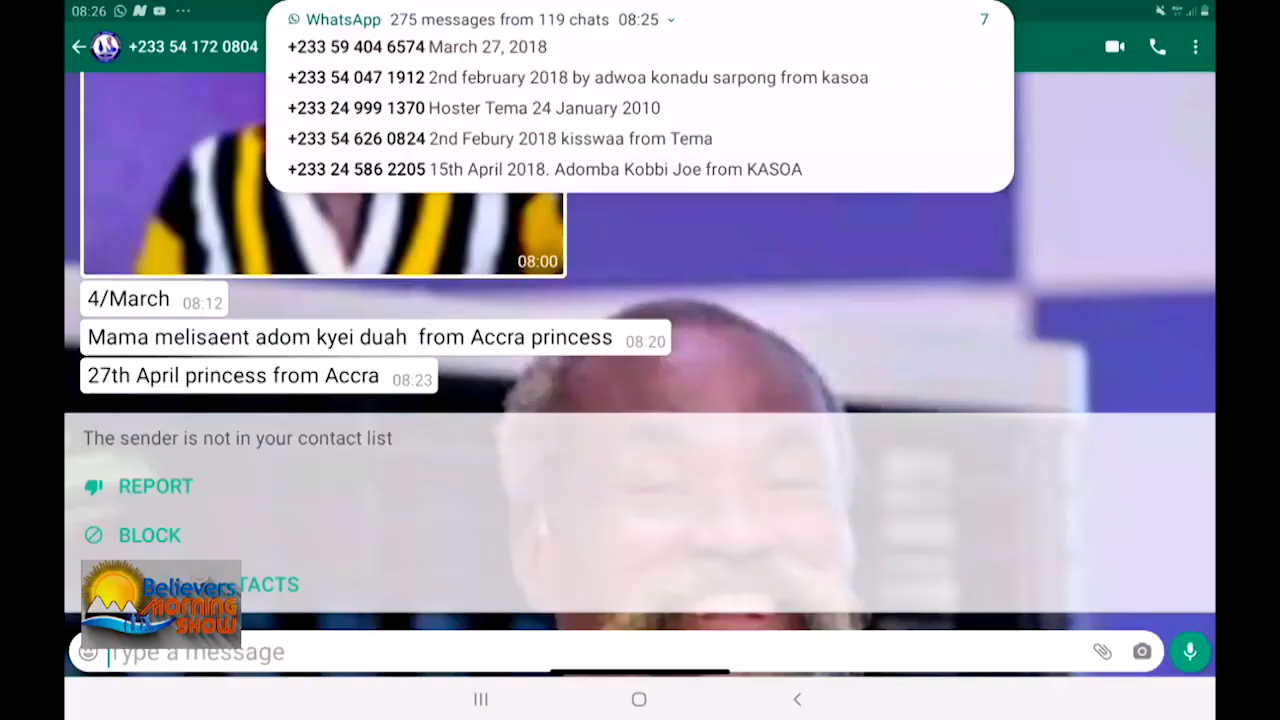 08:26
WhatsApp 275 messages from 119 chats 08:25
7
+233 54 172 0804
+233 59 404 6574 March 27, 2018
+233 54 047 1912 2nd february 2018 by adwoa konadu sarpong from kasoa
+233 24 999 1370 Hoster Tema 24 January 2010
+233 54 626 0824 2nd Febury 2018 kisswaa from Tema
+233 24 586 2205 15th April 2018. Adomba Kobbi Joe from KASOA
08:00
4/March 08:12
Mama melisaent adom kyei duah from Accra princess 08:20
27th April princess from Accra 08:23
The sender is not in your contact list
REPORT
BLOCK
TACTS
Believers
MORNING
SHOW
Type a message